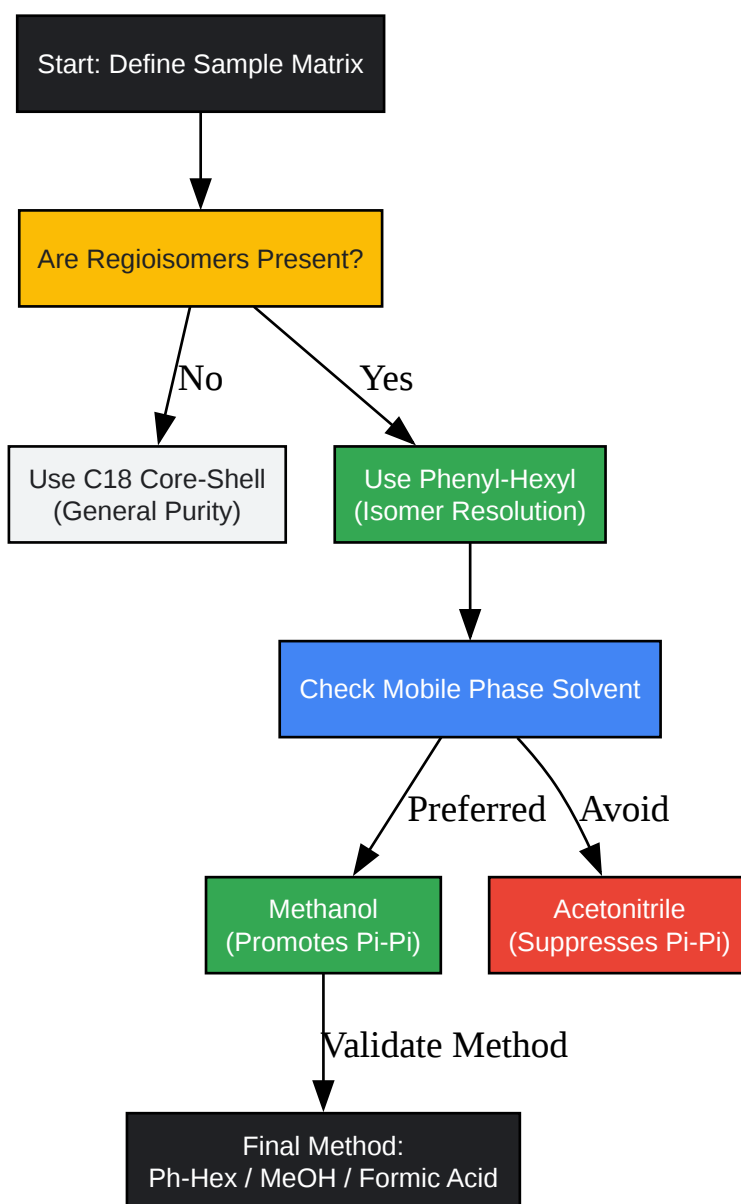 Start: Define Sample Matrix
Are Regioisomers Present?
No
Yes
Use C18 Core-Shell
(General Purity)
Use Phenyl-Hexyl
(Isomer Resolution)
Check Mobile Phase Solvent
Preferred
Avoid
Methanol
(Promotes Pi-Pi)
Acetonitrile
(Suppresses Pi-Pi)
Validate Method
Final Method:
Ph-Hex / MeOH / Formic Acid